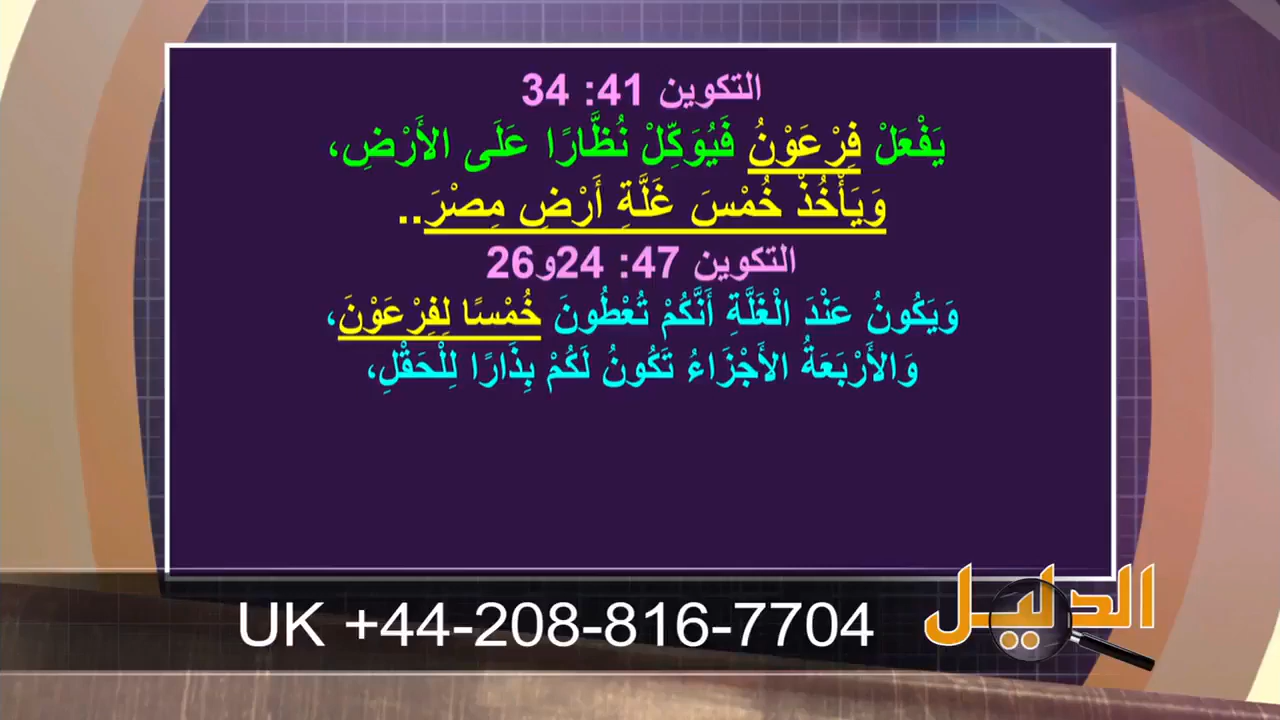 التكوين 41: 34
يَفْعَلْ فِرْعَوْنُ فَيُوَكِّلْ نُظَّارًا عَلَى الأَرْضِ،
وَيَأْخُذْ خُمْسَ غَلَّةِ أَرْضِ مِصْرَ..
التكوين 47: 24و26
وَيَكُونُ عَنْدَ الْغَلَّةِ أَنَّكُمْ تُعْطُونَ خُمْسًا لِفِرْعَوْنَ،
وَالأَرْبَعَةُ الأَجْزَاءُ تَكُونُ لَكُمْ بِذَارًا لِلْحَقْلِ،
UK +44-208-816-7704
الدليل